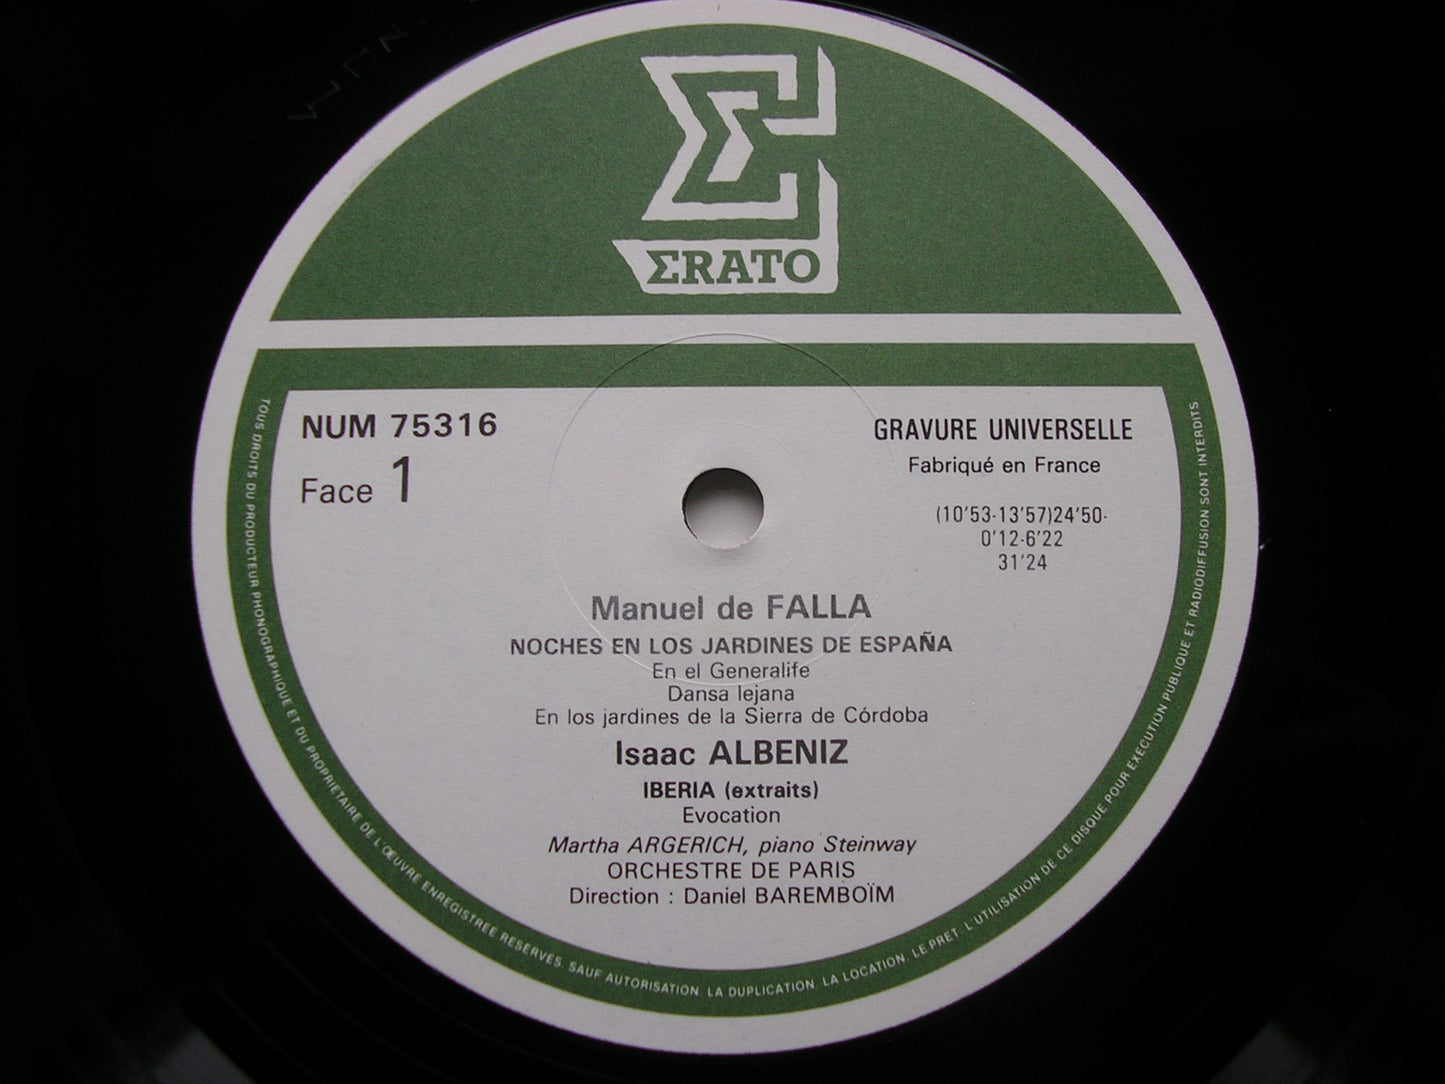 ΣRATO
NUM 75316
Face 1
GRAVURE UNIVERSELLE
Fabriqué en France
(10'53-13'57)24'50-
0'12-6'22
31'24
Manuel de FALLA
NOCHES EN LOS JARDINES DE ESPAÑA
En el Generalife
Dansa lejana
En los jardines de la Sierra de Córdoba
Isaac ALBENIZ
IBERIA (extraits)
Evocation
Martha ARGERICH, piano Steinway
ORCHESTRE DE PARIS
Direction : Daniel BAREMBOÏM
TOUS DROITS DU PRODUCTEUR PHONOGRAPHIQUE ET DU PROPRIETAIRE DE L'ŒUVRE ENREGISTREE RESERVES. SAUF AUTORISATION. LA DUPLICATION. LA LOCATION. LE PRET. L'UTILISATION DE CE DISQUE POUR EXECUTION PUBLIQUE ET RADIODIFFUSION SONT INTERDITS